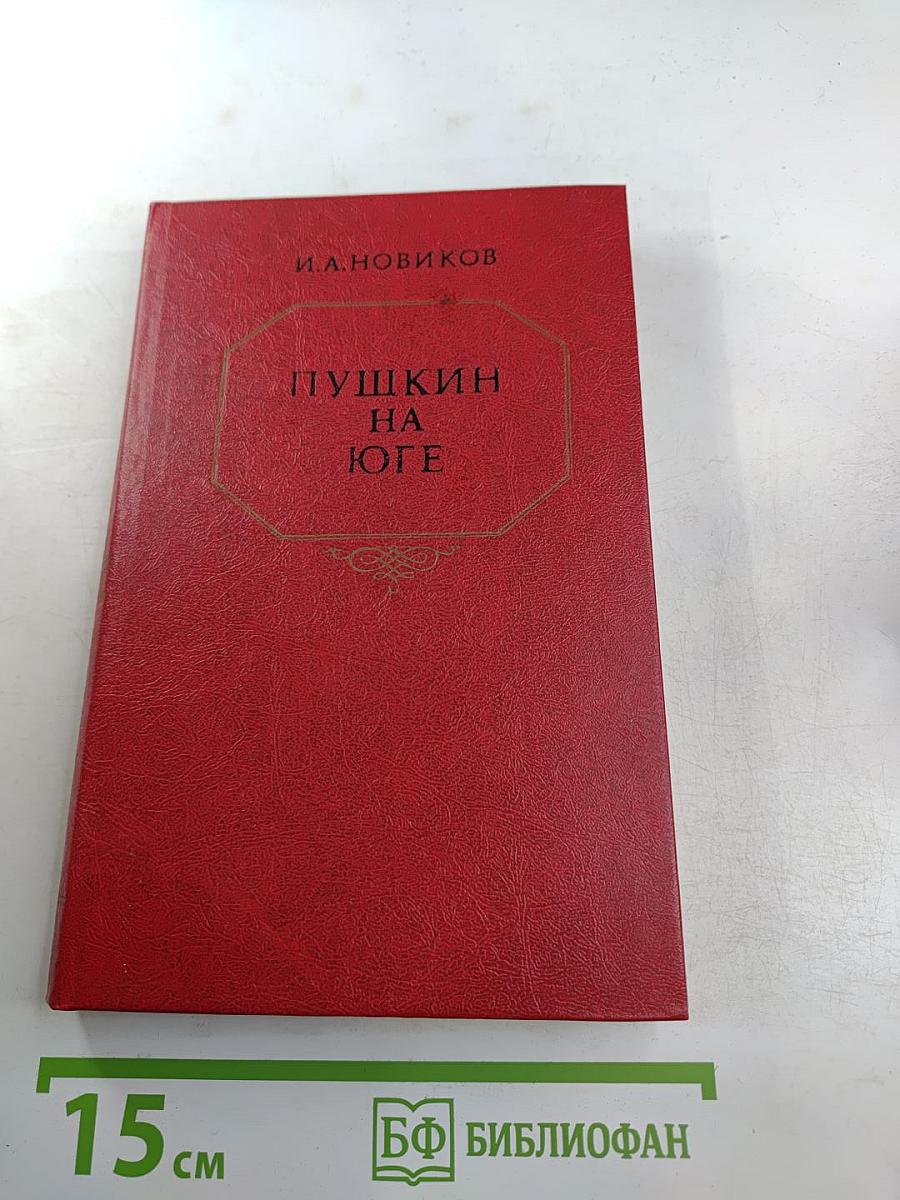 И.А.НОВИКОВ
ПУШКИН
НА
ЮГЕ
15 см
БФ БИБЛИОФАН